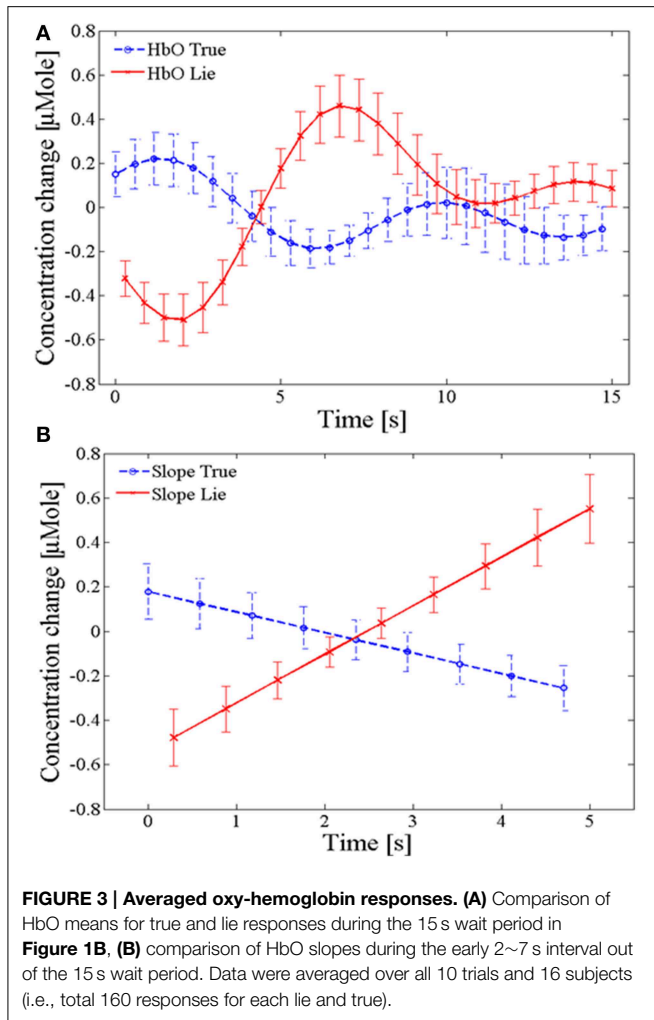 A
HbO True
HbO Lie
0.8
0.6
0.4
0.2
0
-0.2
-0.4
-0.6
-0.8
Concentration change [µMole]
0
5
10
15
Time [s]
B
Slope True
Slope Lie
0.8
0.6
0.4
0.2
0
-0.2
-0.4
-0.6
-0.8
Concentration change [µMole]
0
1
2
3
4
5
Time [s]
FIGURE 3 | Averaged oxy-hemoglobin responses. (A) Comparison of
HbO means for true and lie responses during the 15 s wait period in
Figure 1B, (B) comparison of HbO slopes during the early 2~7 s interval out
of the 15 s wait period. Data were averaged over all 10 trials and 16 subjects
(i.e., total 160 responses for each lie and true).